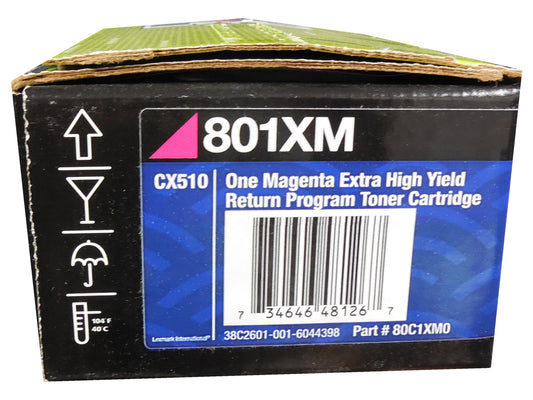 801XM
CX510
One Magenta Extra High Yield
Return Program Toner Cartridge
7 34646 48126 7
38C2601-001-6044398
Part # 80C1XM0
104°F
40°C
Lexmark International